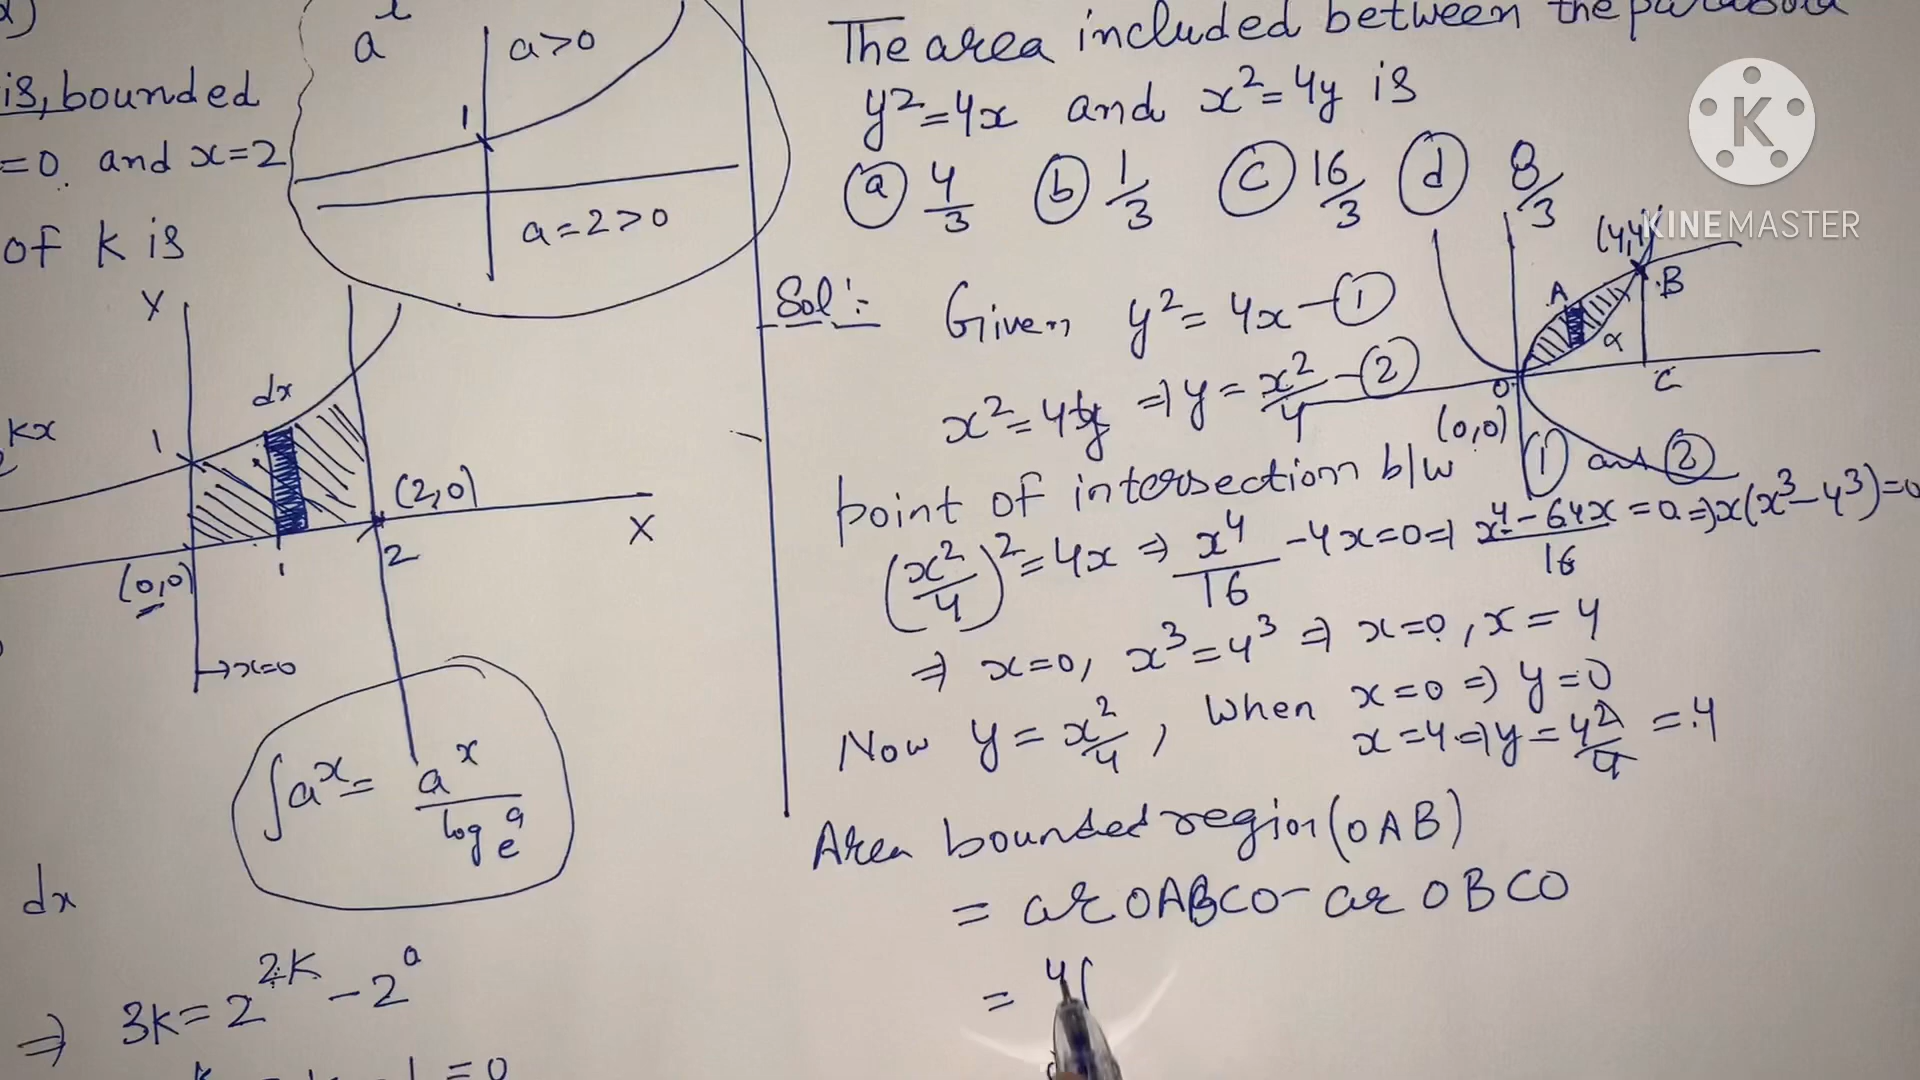 is, bounded
=0 and x=2
of K is
a^x
a>0
1
a=2>0
Y
dx
1
Kx
(2,0)
X
(0,0)
1
2
→x=0
∫a^x = a^x/log_e^a
dx
⇒ 3K = 2^{2K} - 2^0
=0
The area included between the parabola
y²=4x and x²=4y is
(a) 4/3 (b) 1/3 (c) 16/3 (d) 8/3
K
KINEMASTER
(4,4)
A
B
O
C
(0,0)
Sol:- Given y²=4x—(1)
x²=4y ⇒ y=x²/4—(2)
point of intersection b/w (1) and (2)
(x²/4)²=4x ⇒ x⁴/16-4x=0 ⇒ x⁴-64x/16=0 ⇒ x(x³-4³)=0
⇒ x=0, x³=4³ ⇒ x=0, x=4
Now y=x²/4, When x=0 ⇒ y=0
x=4 ⇒ y=4²/4=4
Area bounded region (OAB)
= ar OABCO - ar OBCO
= 4∫